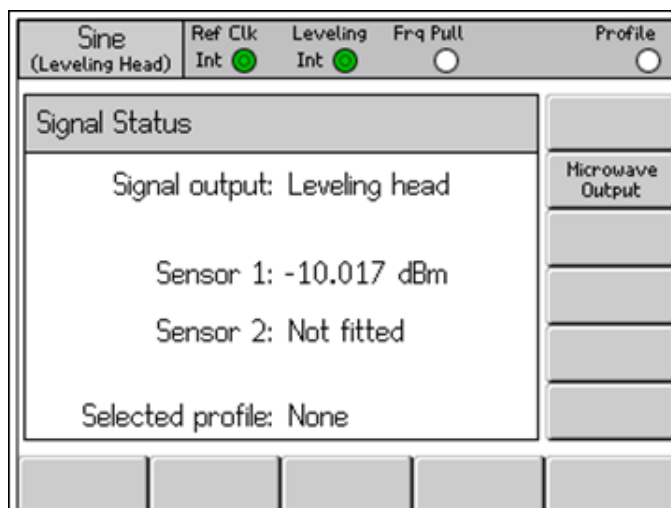 Sine
(Leveling Head)
Ref Clk
Int
Leveling
Int
Frq Pull
Profile
Signal Status
Signal output: Leveling head
Microwave
Output
Sensor 1: -10.017 dBm
Sensor 2: Not fitted
Selected profile: None